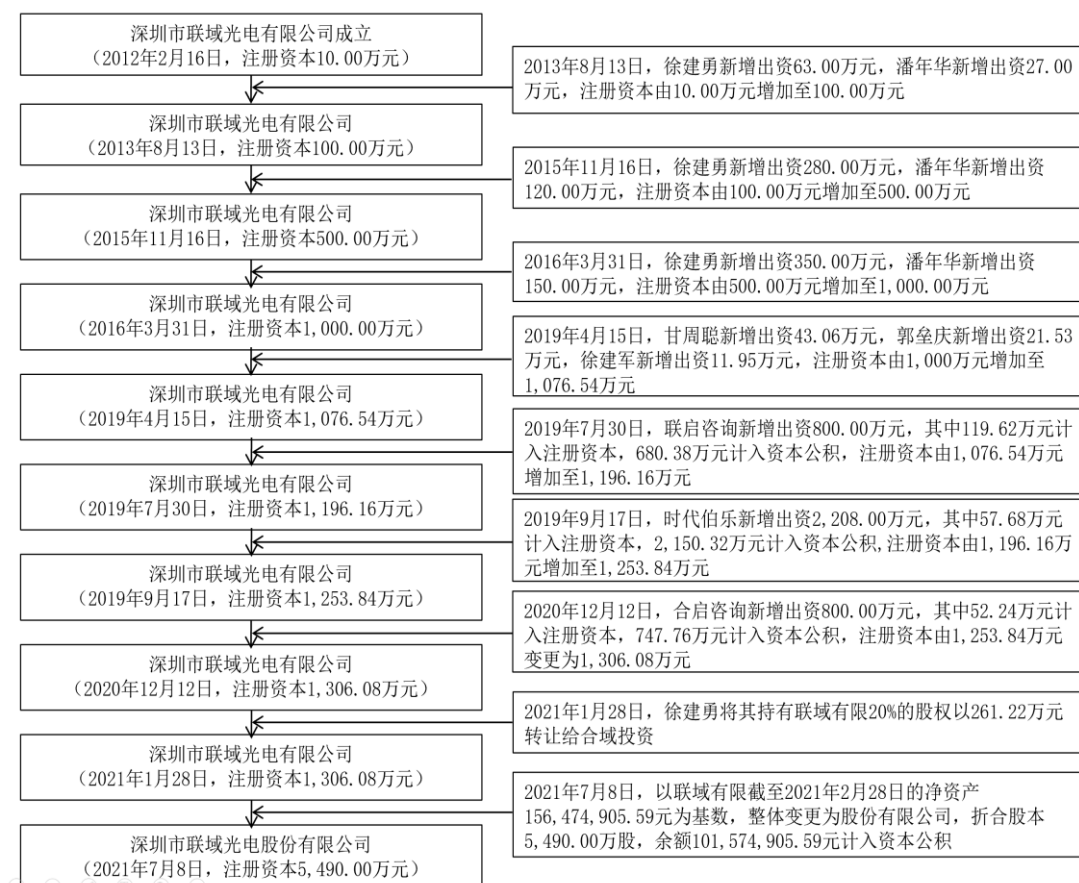 深圳市联域光电有限公司成立
（2012年2月16日，注册资本10.00万元）
2013年8月13日，徐建勇新增出资63.00万元，潘年华新增出资27.00
万元，注册资本由10.00万元增加至100.00万元
深圳市联域光电有限公司
（2013年8月13日，注册资本100.00万元）
2015年11月16日，徐建勇新增出资280.00万元，潘年华新增出资
120.00万元，注册资本由100.00万元增加至500.00万元
深圳市联域光电有限公司
（2015年11月16日，注册资本500.00万元）
2016年3月31日，徐建勇新增出资350.00万元，潘年华新增出资
150.00万元，注册资本由500.00万元增加至1,000.00万元
深圳市联域光电有限公司
（2016年3月31日，注册资本1,000.00万元）
2019年4月15日，甘周聪新增出资43.06万元，郭垒庆新增出资21.53
万元，徐建军新增出资11.95万元，注册资本由1,000万元增加至
1,076.54万元
深圳市联域光电有限公司
（2019年4月15日，注册资本1,076.54万元）
2019年7月30日，联启咨询新增出资800.00万元，其中119.62万元计
入注册资本，680.38万元计入资本公积，注册资本由1,076.54万元
增加至1,196.16万元
深圳市联域光电有限公司
（2019年7月30日，注册资本1,196.16万元）
2019年9月17日，时代伯乐新增出资2,208.00万元，其中57.68万元
计入注册资本，2,150.32万元计入资本公积,注册资本由1,196.16万
元增加至1,253.84万元
深圳市联域光电有限公司
（2019年9月17日，注册资本1,253.84万元）
2020年12月12日，合启咨询新增出资800.00万元，其中52.24万元计
入注册资本，747.76万元计入资本公积，注册资本由1,253.84万元
变更为1,306.08万元
深圳市联域光电有限公司
（2020年12月12日，注册资本1,306.08万元）
2021年1月28日，徐建勇将其持有联域有限20%的股权以261.22万元
转让给合域投资
深圳市联域光电有限公司
（2021年1月28日，注册资本1,306.08万元）
2021年7月8日，以联域有限截至2021年2月28日的净资产
156,474,905.59元为基数，整体变更为股份有限公司，折合股本
5,490.00万股，余额101,574,905.59元计入资本公积
深圳市联域光电股份有限公司
（2021年7月8日，注册资本5,490.00万元）